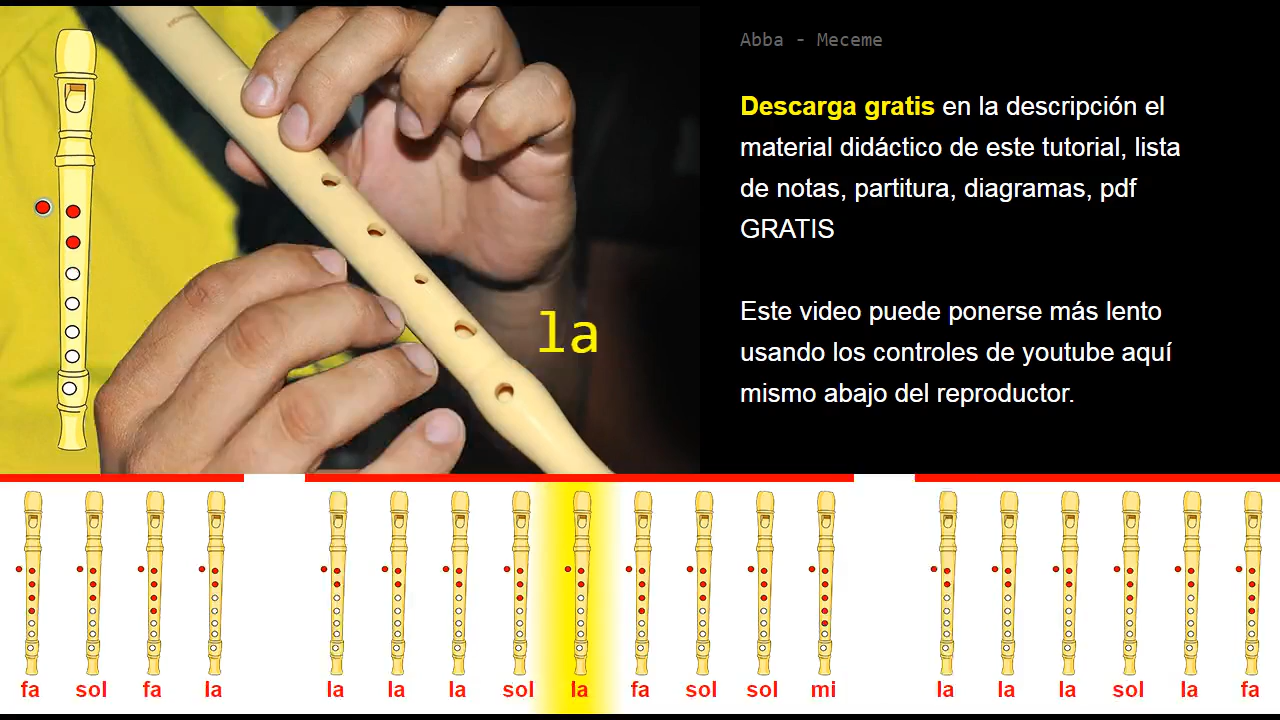 Abba - Meceme
Descarga gratis en la descripción el
material didáctico de este tutorial, lista
de notas, partitura, diagramas, pdf
GRATIS
Este video puede ponerse más lento
usando los controles de youtube aquí
mismo abajo del reproductor.
la
fa sol fa la la la la sol la fa sol sol mi la la la sol la fa